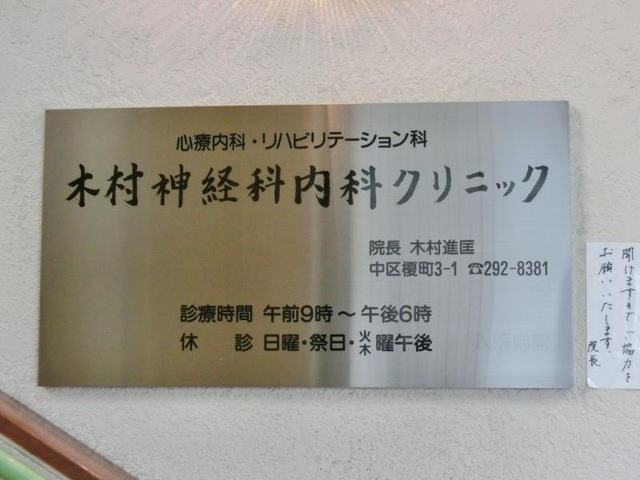 心療内科・リハビリテーション科
木村神経科内科クリニック
院長 木村進匡
中区榎町3-1 ☎292-8381
診療時間 午前9時～午後6時
休 診 日曜・祭日・火木曜午後
開けますのでご協力を
お願いいたします。
院長